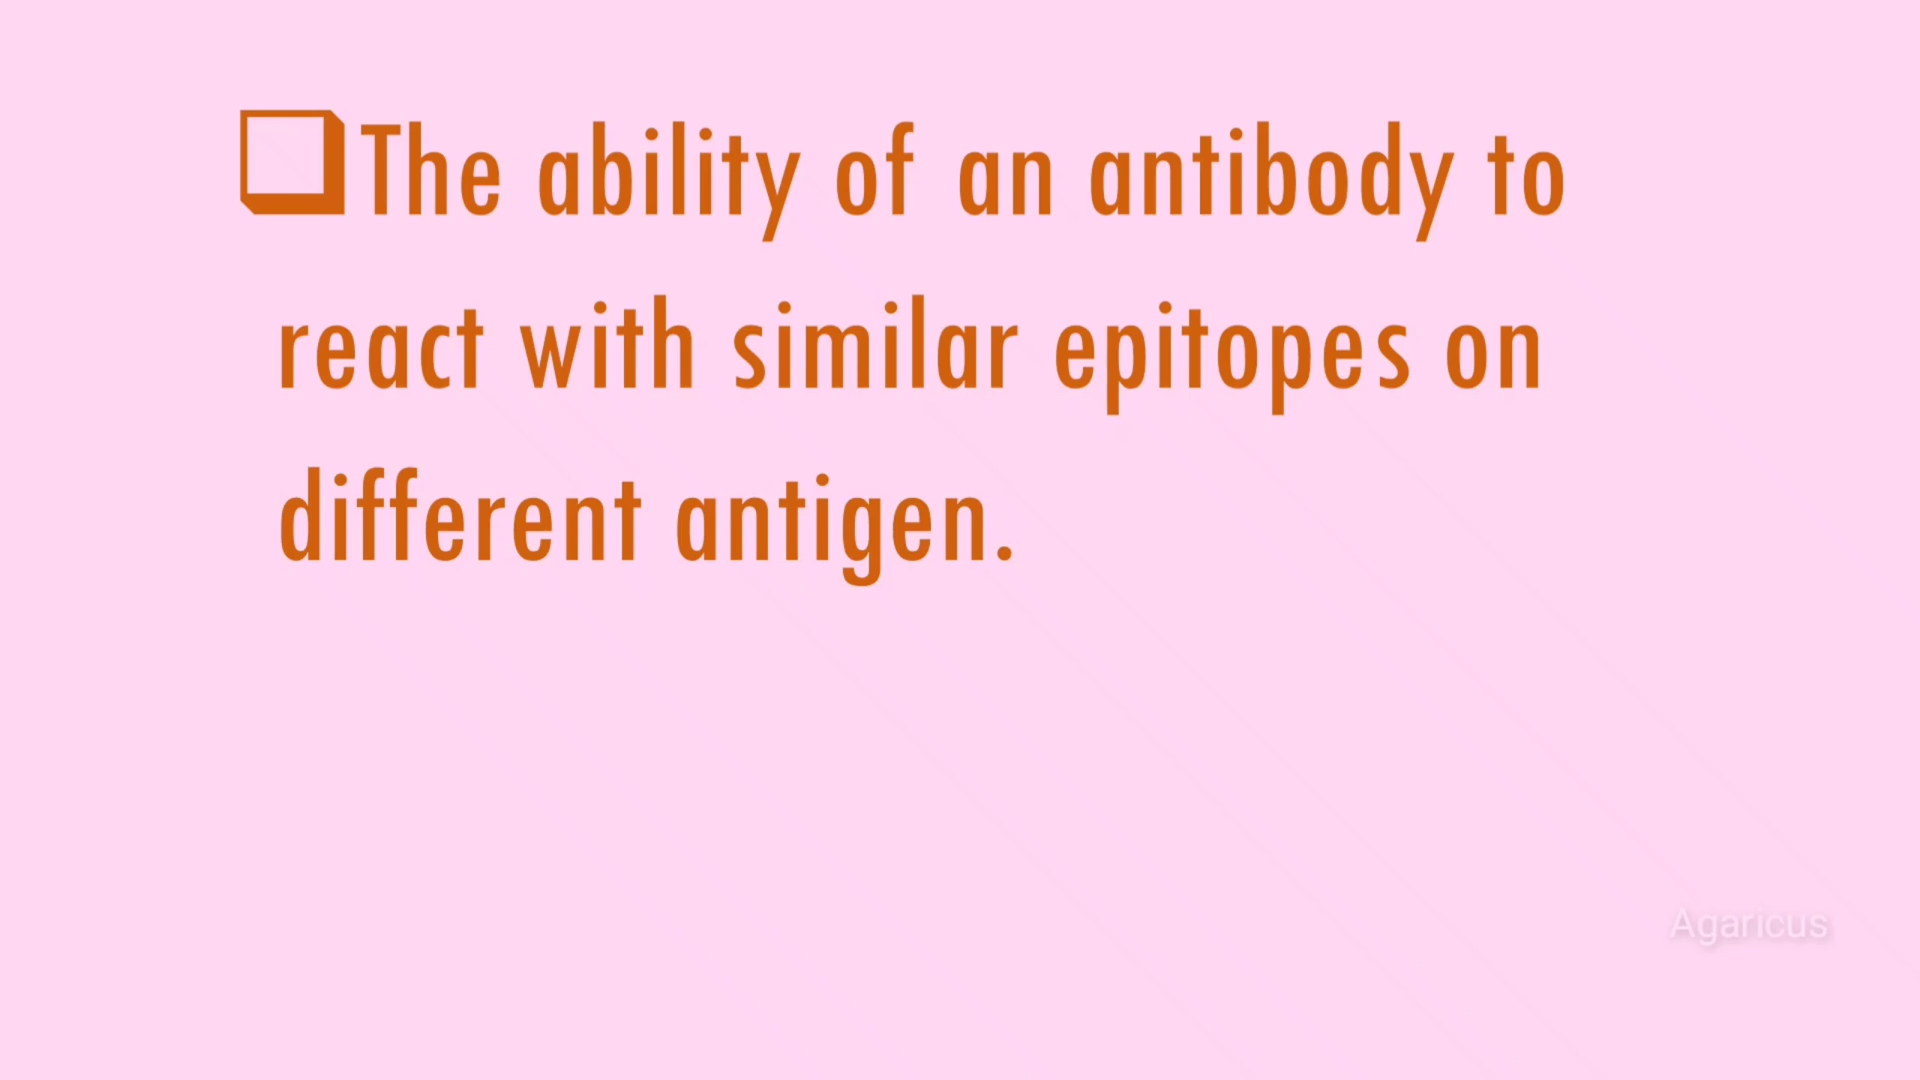 ❑The ability of an antibody to
react with similar epitopes on
different antigen.
Agaricus